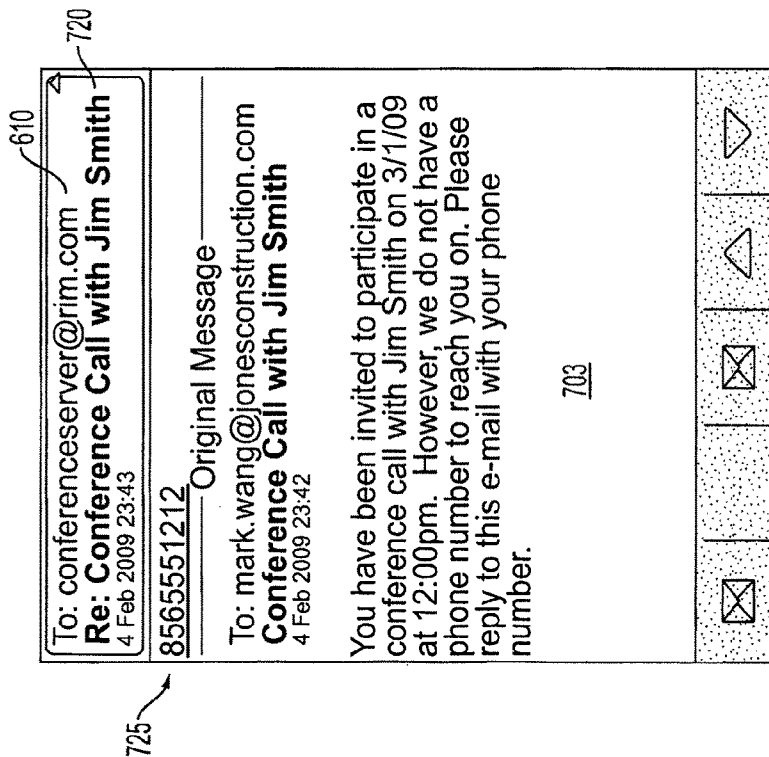 610
To: conferenceserver@rim.com
Re: Conference Call with Jim Smith
720
4 Feb 2009 23:43
725
8565551212
Original Message
To: mark.wang@jonesconstruction.com
Conference Call with Jim Smith
4 Feb 2009 23:42
You have been invited to participate in a
conference call with Jim Smith on 3/1/09
at 12:00pm. However, we do not have a
phone number to reach you on. Please
reply to this e-mail with your phone
number.
703